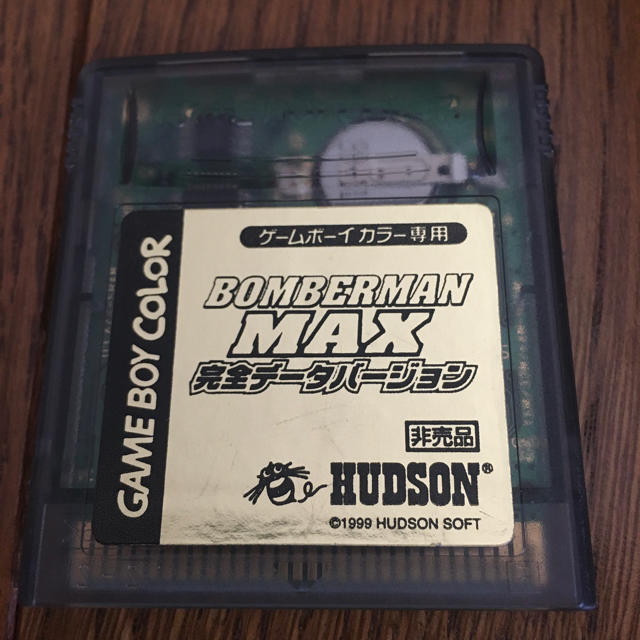 GAME BOY COLOR
ゲームボーイカラー専用
BOMBERMAN
MAX
完全データバージョン
非売品
HUDSON®
©1999 HUDSON SOFT